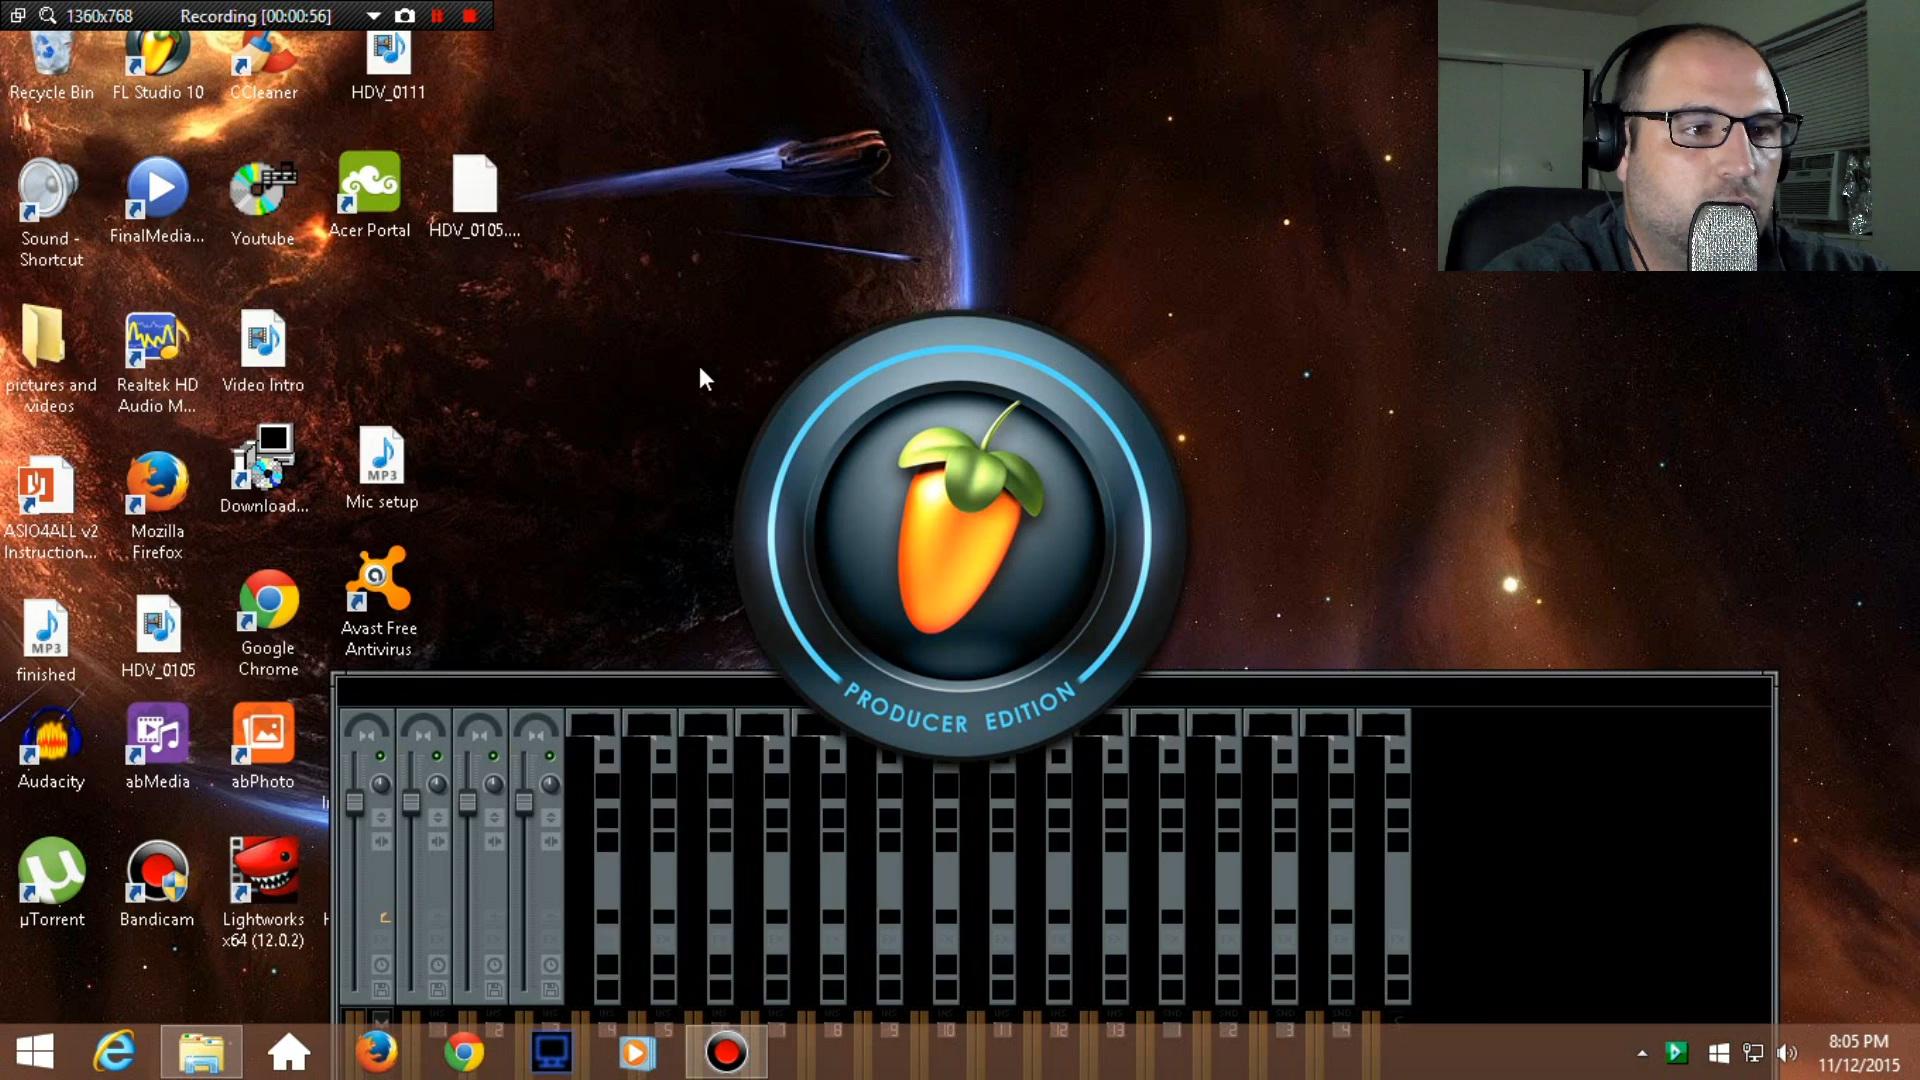 1360x768 Recording [00:00:56]
Recycle Bin
FL Studio 10
CCleaner
HDV_0111
Sound -
Shortcut
FinalMedia...
Youtube
Acer Portal
HDV_0105....
pictures and
videos
Realtek HD
Audio M...
Video Intro
ASIO4ALL v2
Instruction...
Mozilla
Firefox
Download...
MP3
Mic setup
MP3
finished
HDV_0105
Google
Chrome
Avast Free
Antivirus
Audacity
abMedia
abPhoto
µTorrent
Bandicam
Lightworks
x64 (12.0.2)
PRODUCER EDITION
8:05 PM
11/12/2015